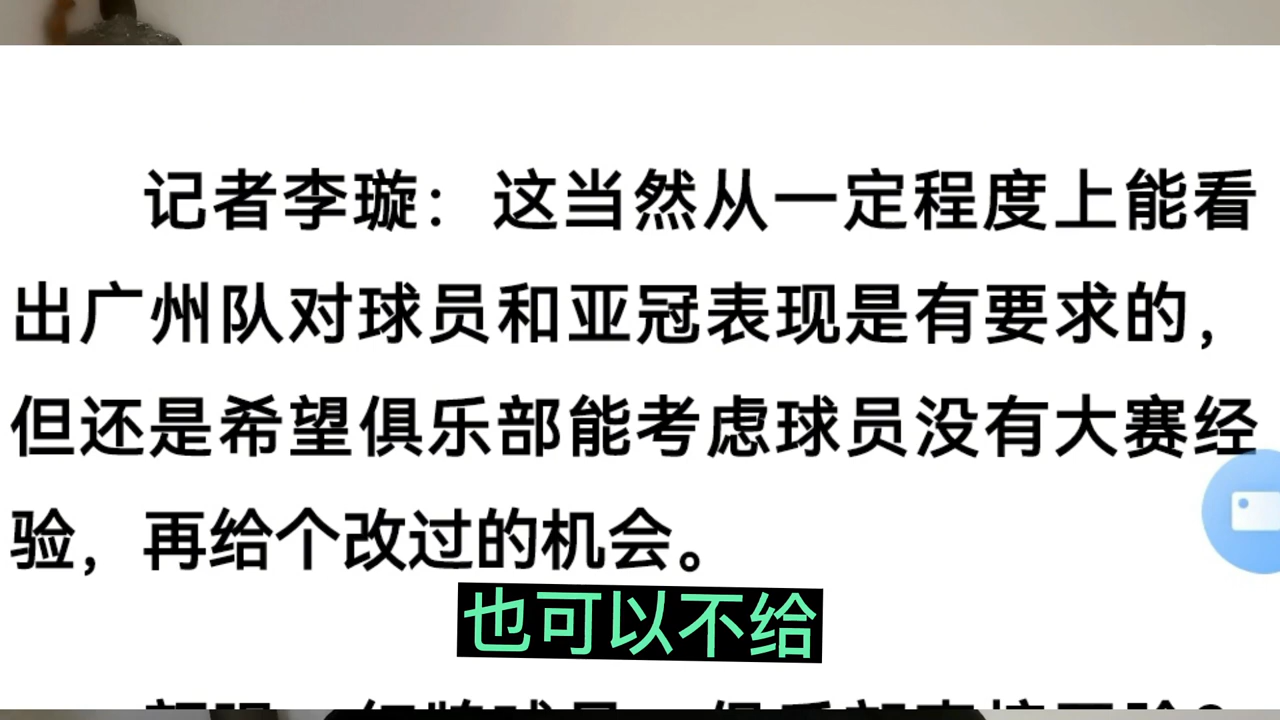 记者李璇：这当然从一定程度上能看
出广州队对球员和亚冠表现是有要求的，
但还是希望俱乐部能考虑球员没有大赛经
验，再给个改过的机会。
也可以不给